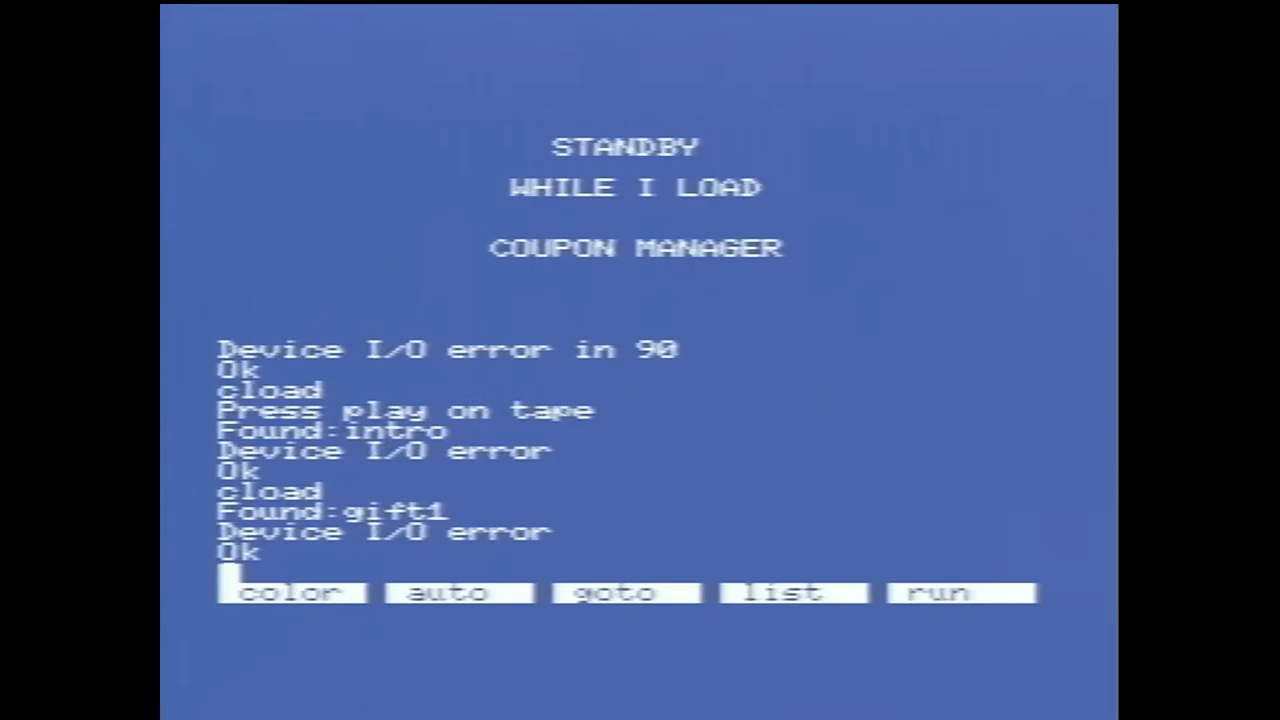 STANDBY
WHILE I LOAD
COUPON MANAGER
Device I/O error in 90
Ok
cload
Press play on tape
Found:intro
Device I/O error
Ok
cload
Found:gift1
Device I/O error
Ok
color auto goto list run